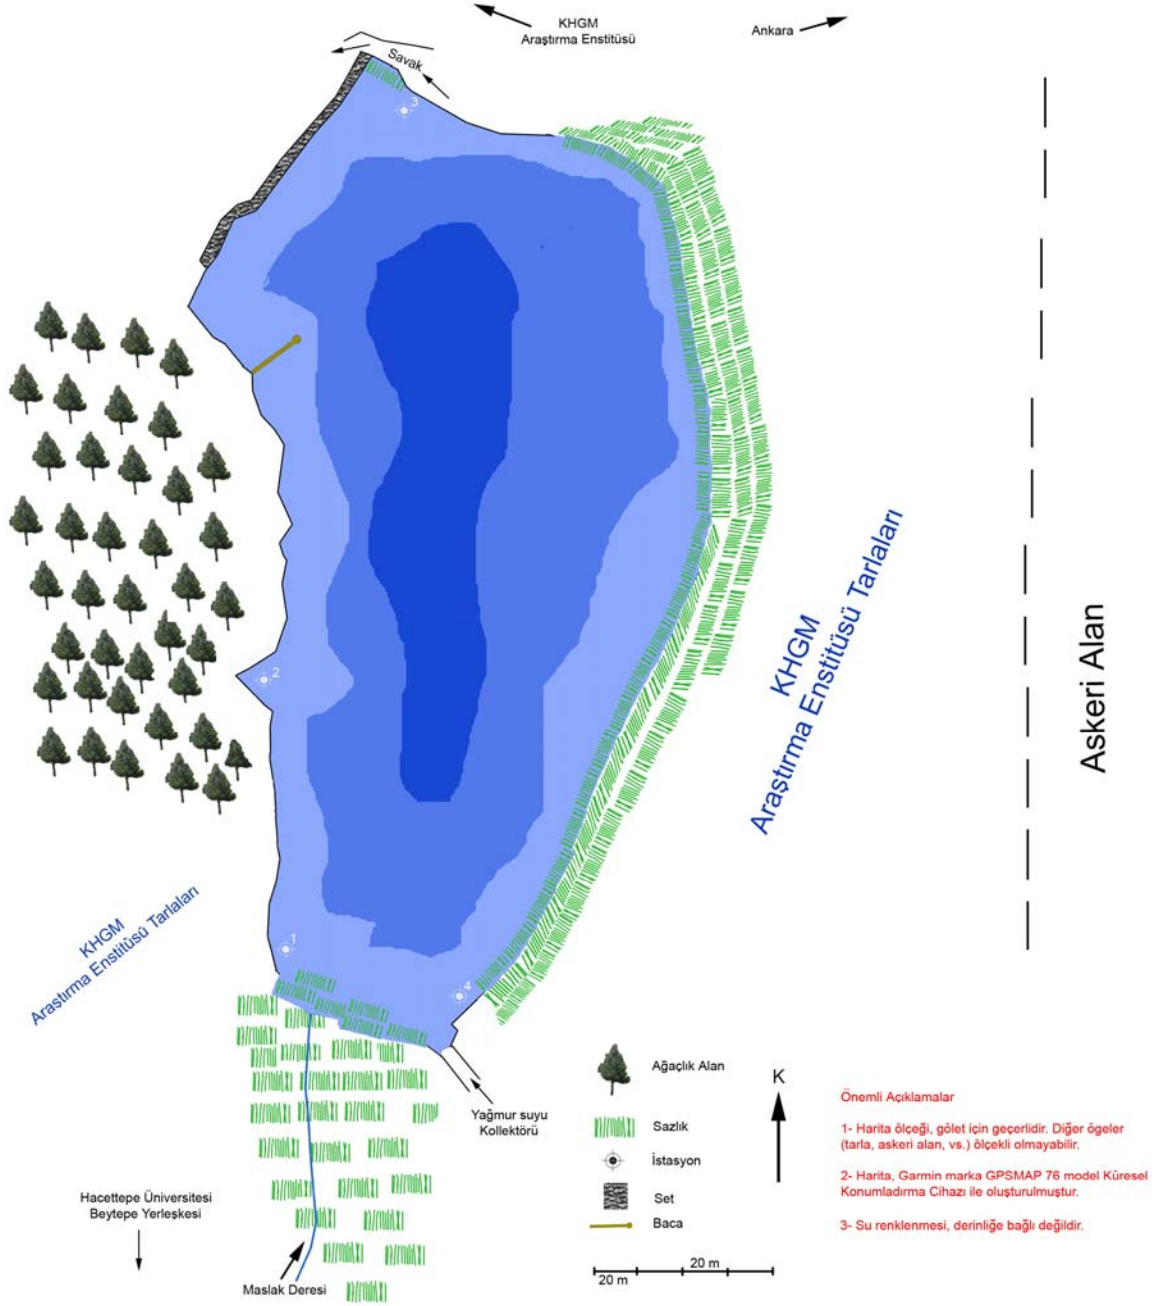 KHGM
Araştırma Enstitüsü
Ankara
Savak
3
2
1
4
KHGM
Araştırma Enstitüsü Tarlaları
Askeri Alan
KHGM
Araştırma Enstitüsü Tarlaları
Yağmur suyu
Kollektörü
Hacettepe Üniversitesi
Beytepe Yerleşkesi
Maslak Deresi
Ağaçlık Alan
Sazlık
İstasyon
Set
Baca
20 m
20 m
K
Önemli Açıklamalar
1- Harita ölçeği, gölet için geçerlidir. Diğer ögeler
(tarla, askeri alan, vs.) ölçekli olmayabilir.
2- Harita, Garmin marka GPSMAP 76 model Küresel
Konumladırma Cihazı ile oluşturulmuştur.
3- Su renklenmesi, derinliğe bağlı değildir.